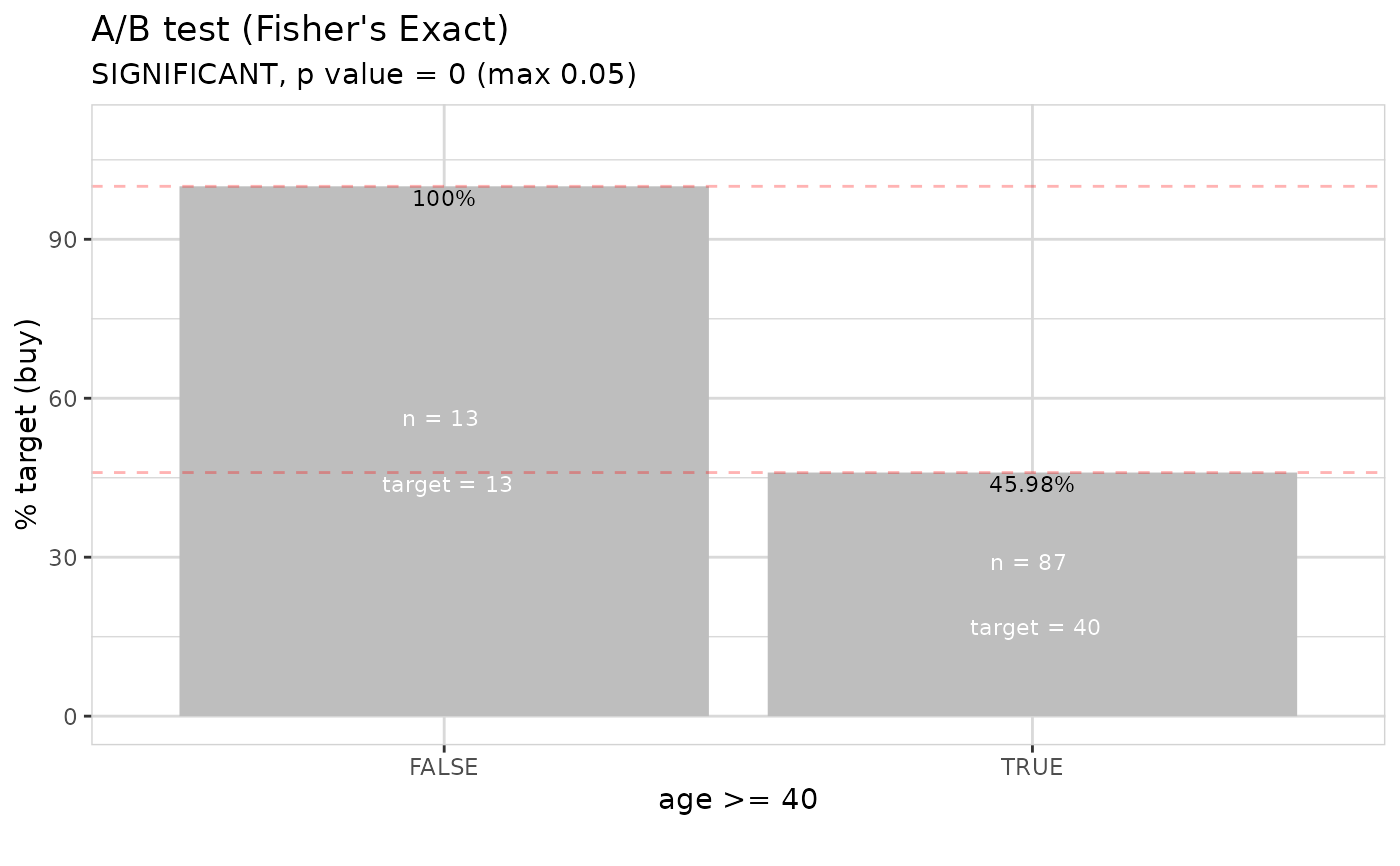 A/B test (Fisher's Exact)
SIGNIFICANT, p value = 0 (max 0.05)
% target (buy)
90
60
30
0
100%
n = 13
target = 13
45.98%
n = 87
target = 40
FALSE
TRUE
age >= 40